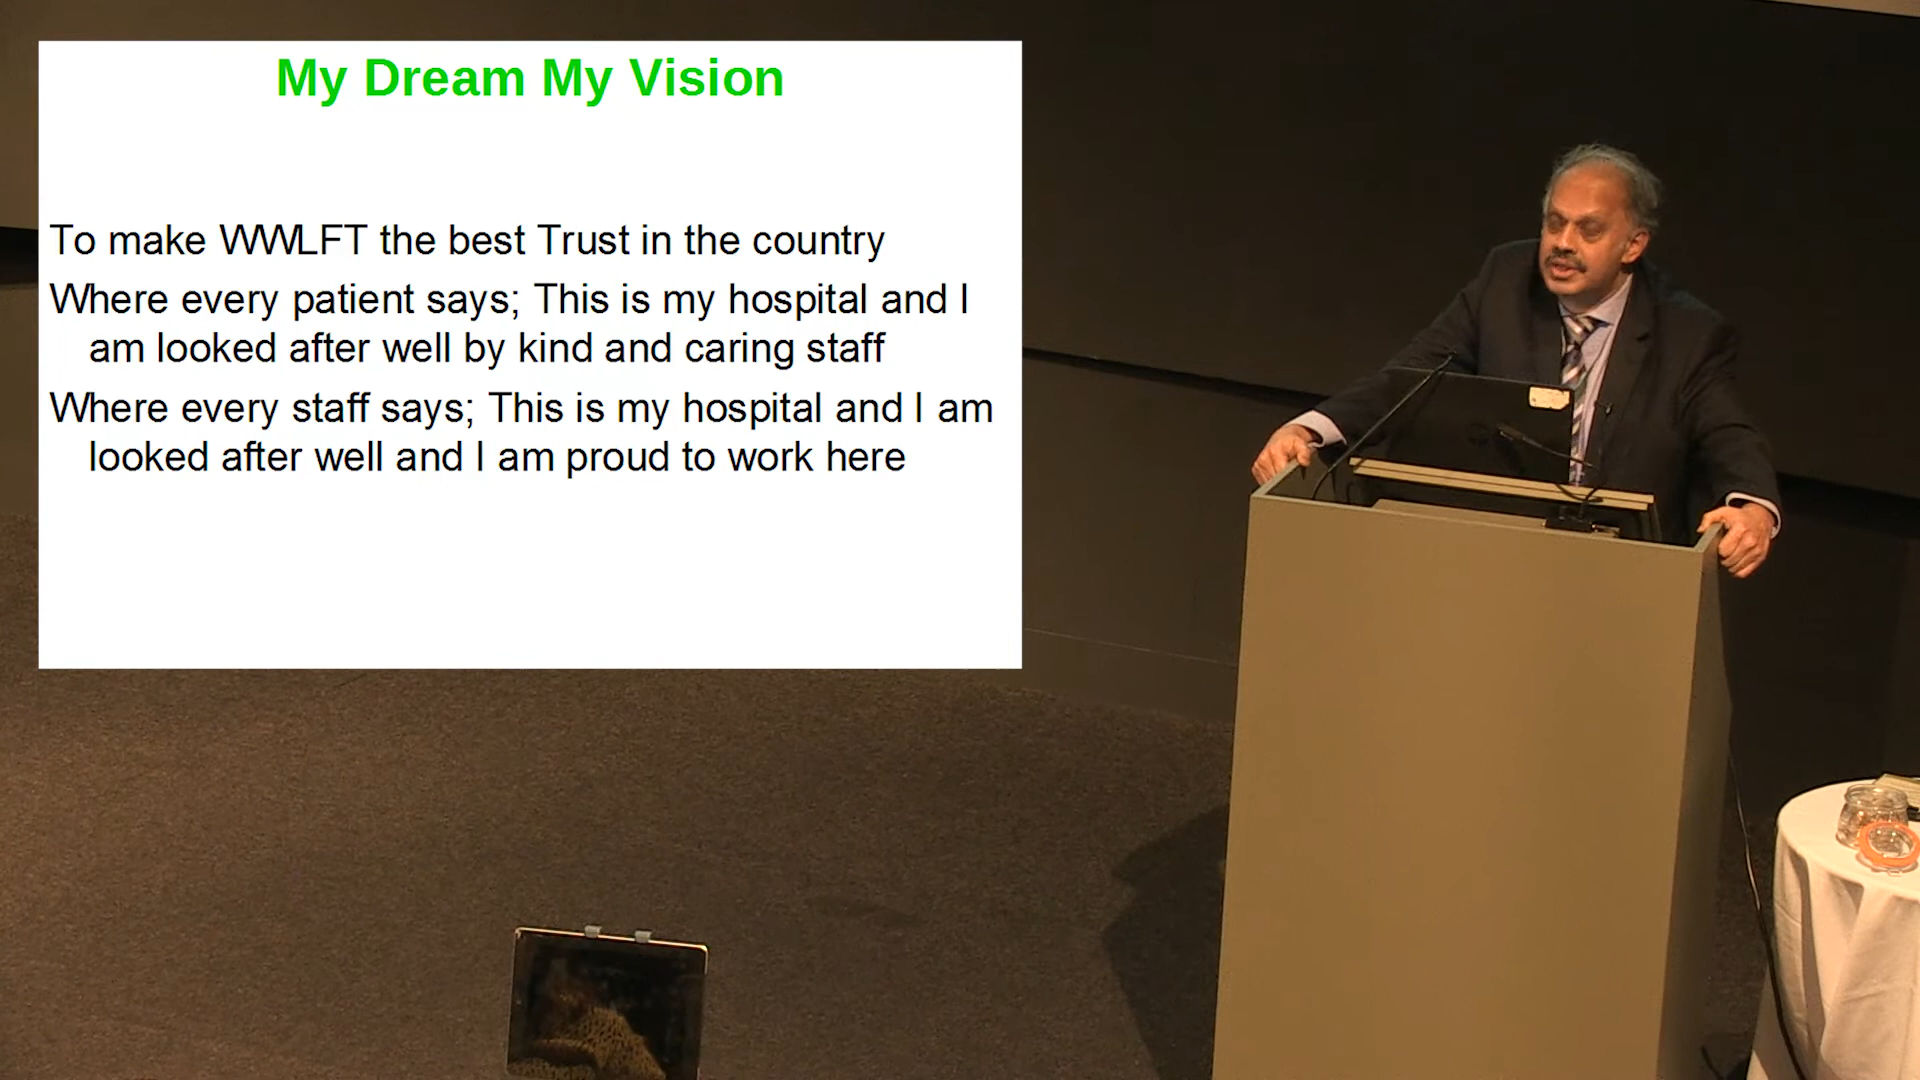 My Dream My Vision
To make WWLFT the best Trust in the country
Where every patient says; This is my hospital and I
am looked after well by kind and caring staff
Where every staff says; This is my hospital and I am
looked after well and I am proud to work here